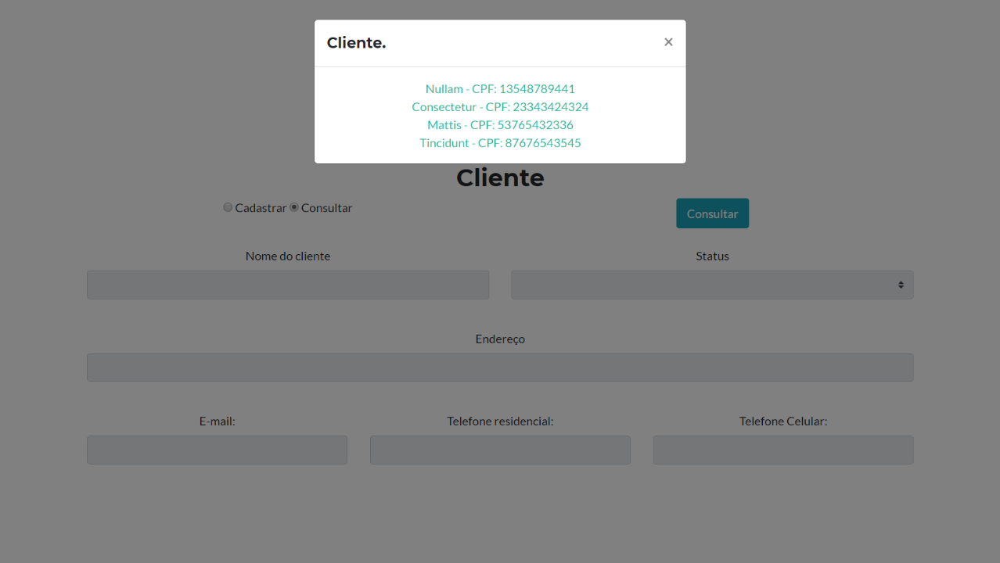 Cliente.
×
Nullam - CPF: 13548789441
Consectetur - CPF: 23343424324
Mattis - CPF: 53765432336
Tincidunt - CPF: 87676543545
Cliente
Cadastrar Consultar
Consultar
Nome do cliente
Status
Endereço
E-mail:
Telefone residencial:
Telefone Celular: